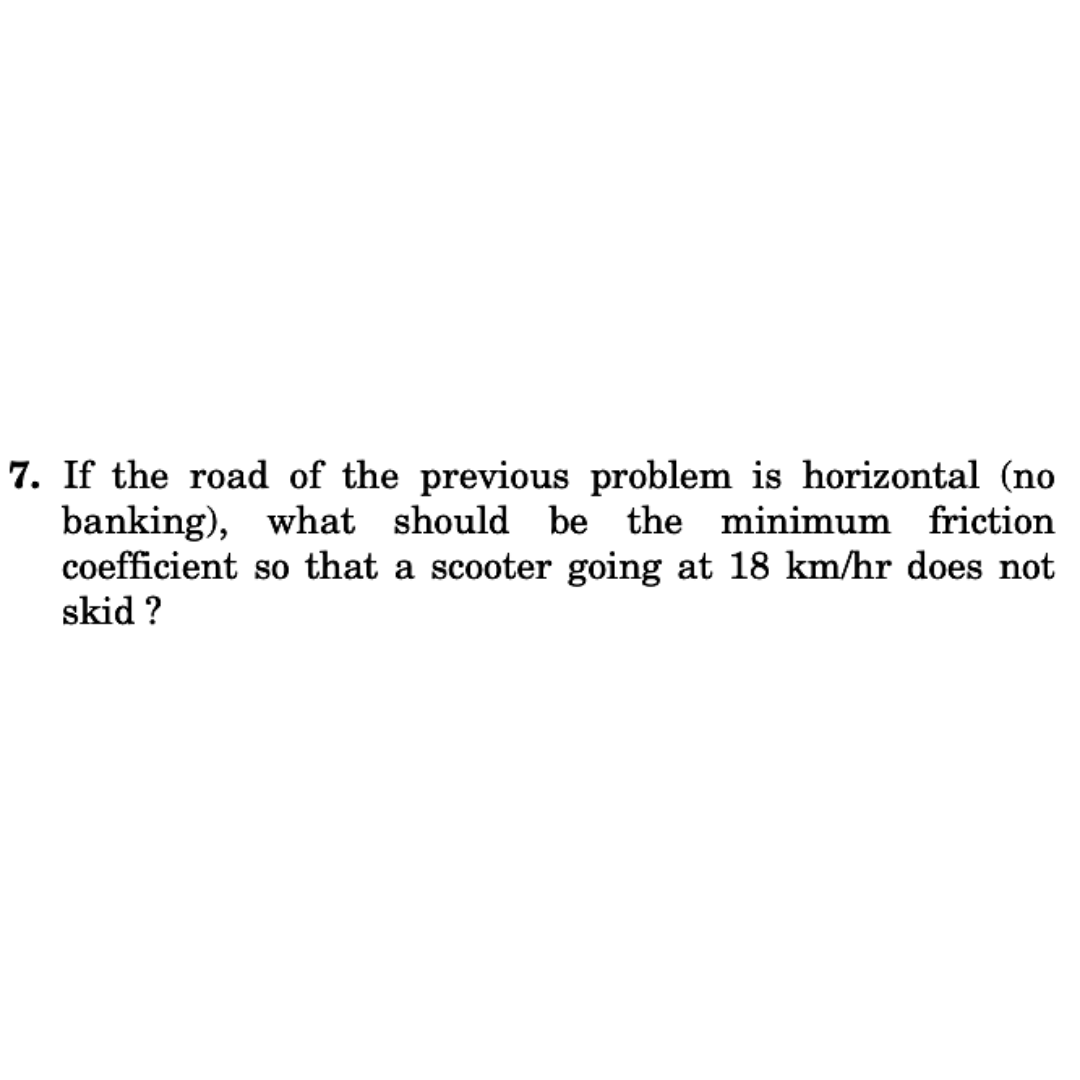 7. If the road of the previous problem is horizontal (no
banking), what should be the minimum friction
coefficient so that a scooter going at 18 km/hr does not
skid ?